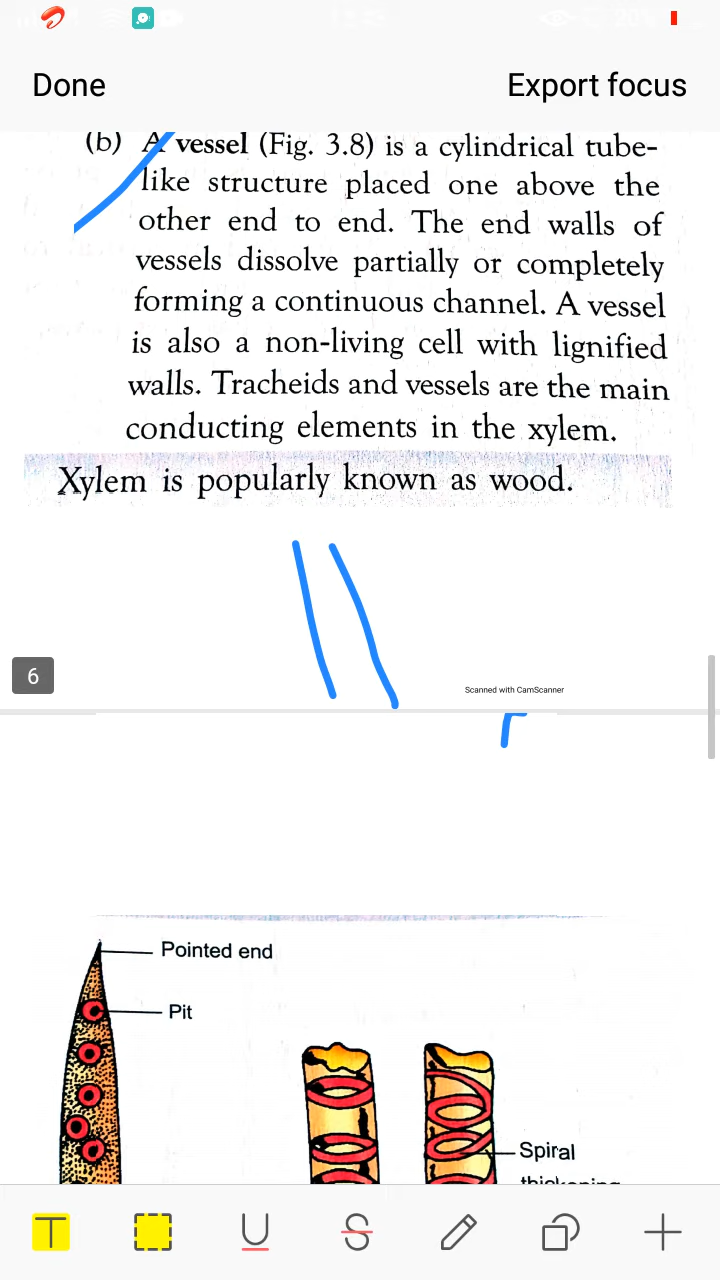 Done
Export focus
(b) A vessel (Fig. 3.8) is a cylindrical tube-
like structure placed one above the
other end to end. The end walls of
vessels dissolve partially or completely
forming a continuous channel. A vessel
is also a non-living cell with lignified
walls. Tracheids and vessels are the main
conducting elements in the xylem.
Xylem is popularly known as wood.
6
Scanned with CamScanner
Pointed end
Pit
Spiral
thickening
T
U
S